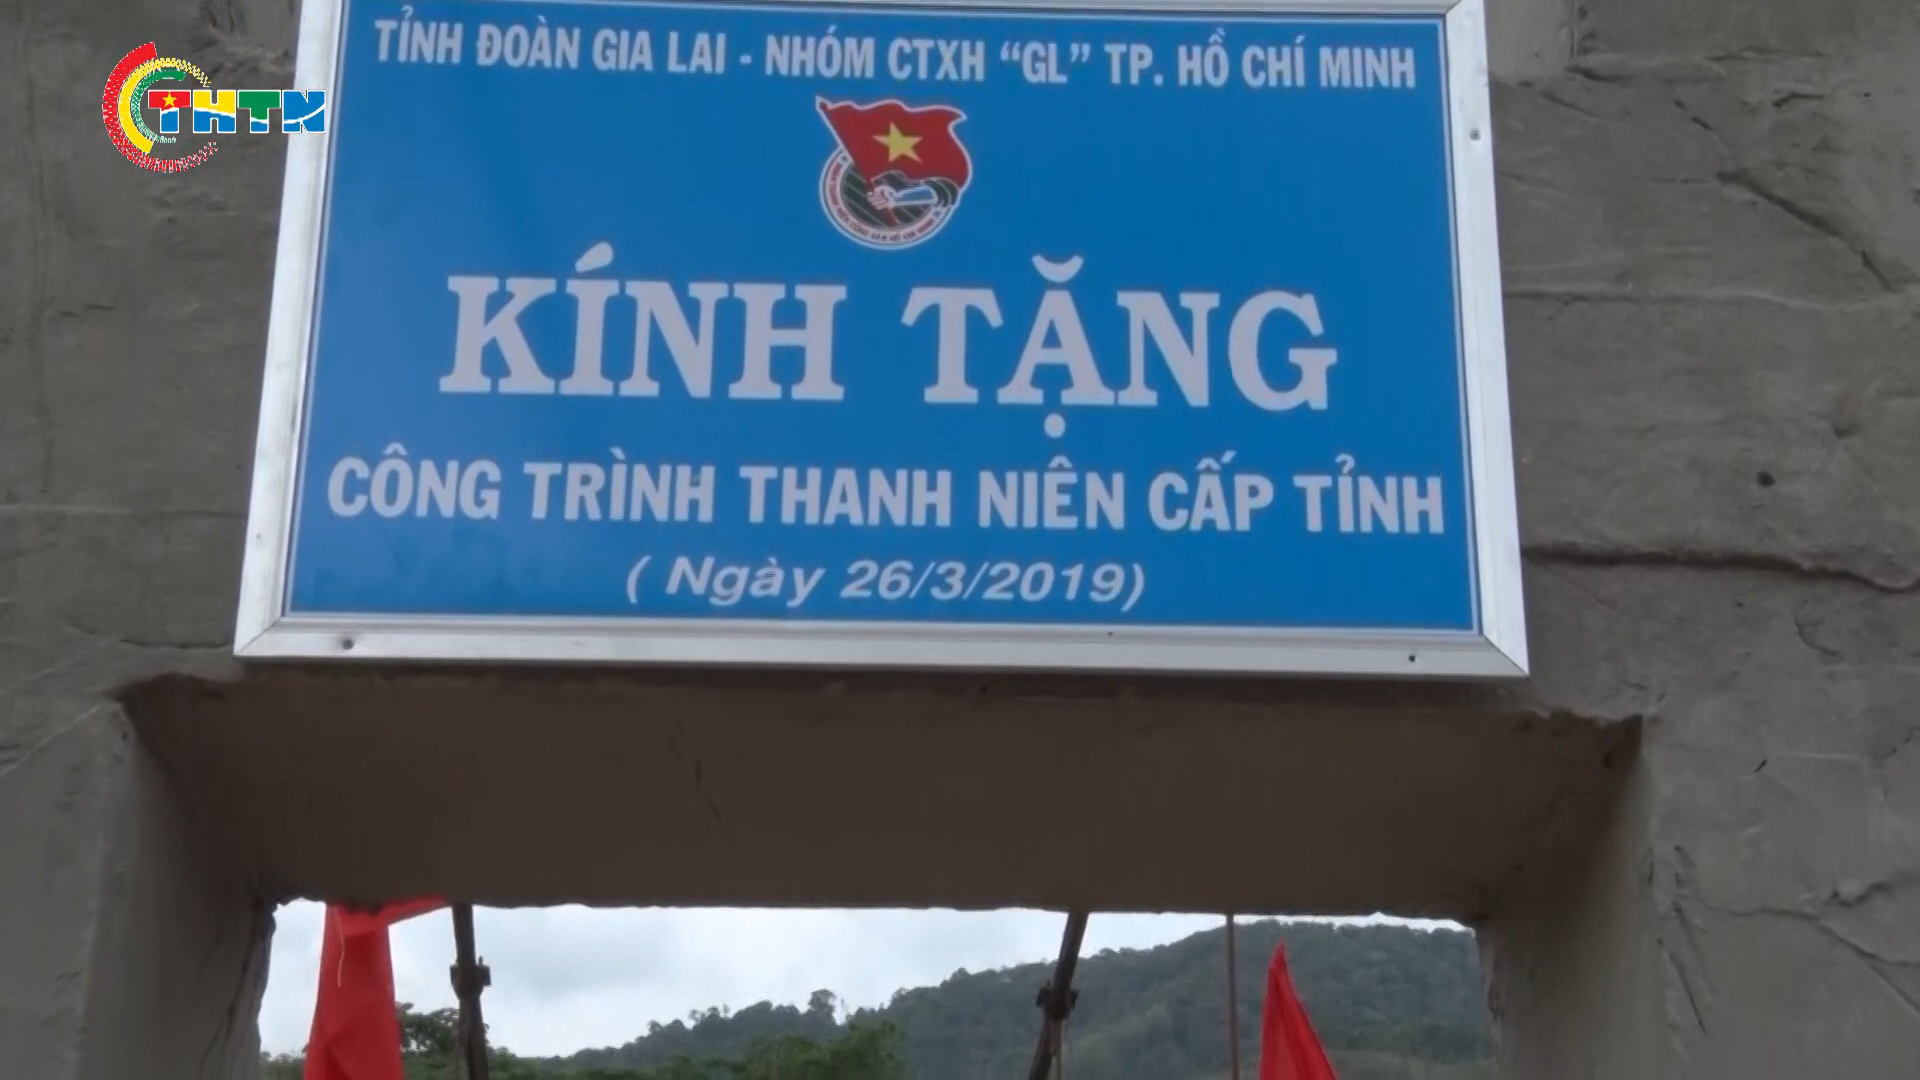 TỈNH ĐOÀN GIA LAI - NHÓM CTXH “GL” TP. HỒ CHÍ MINH
THTN
KÍNH TẶNG
CÔNG TRÌNH THANH NIÊN CẤP TỈNH
( Ngày 26/3/2019)